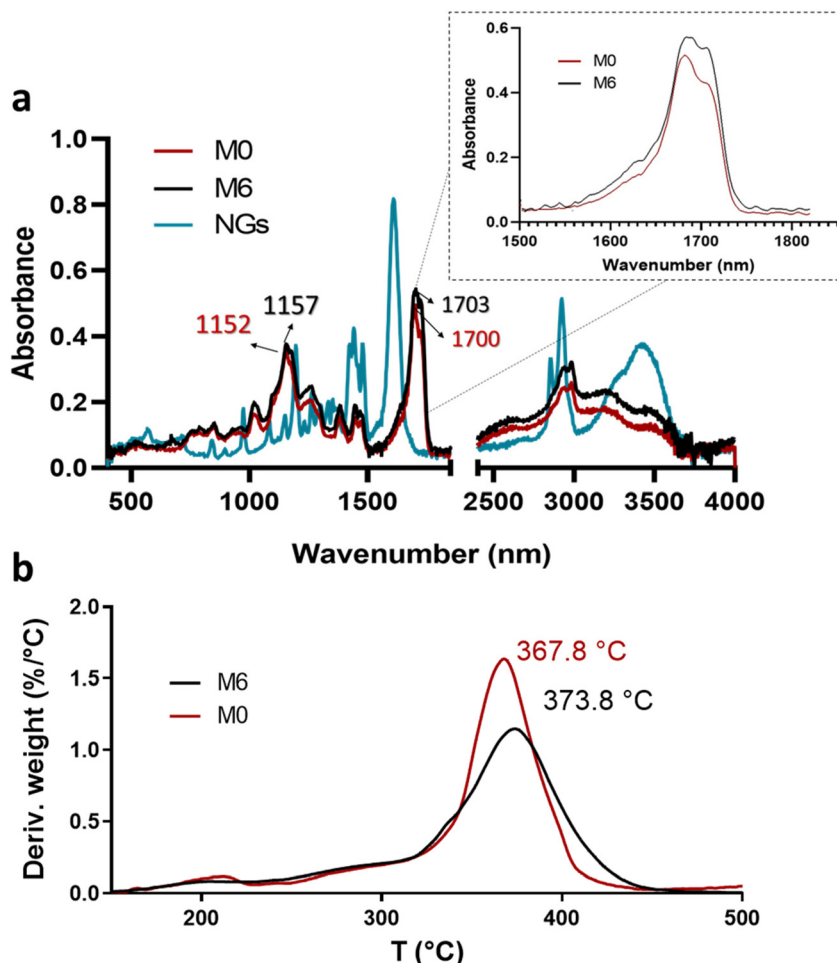 a
Absorbance
1.0
0.8
0.6
0.4
0.2
0.0
M0
M6
NGs
1152
1157
1703
1700
500
1000
1500
2500
3000
3500
4000
Wavenumber (nm)
Absorbance
0.6
0.4
0.2
0.0
M0
M6
1500
1600
1700
1800
Wavenumber (nm)
b
Deriv. weight (%/°C)
2.0
1.5
1.0
0.5
0.0
M6
M0
367.8 °C
373.8 °C
200
300
400
500
T (°C)